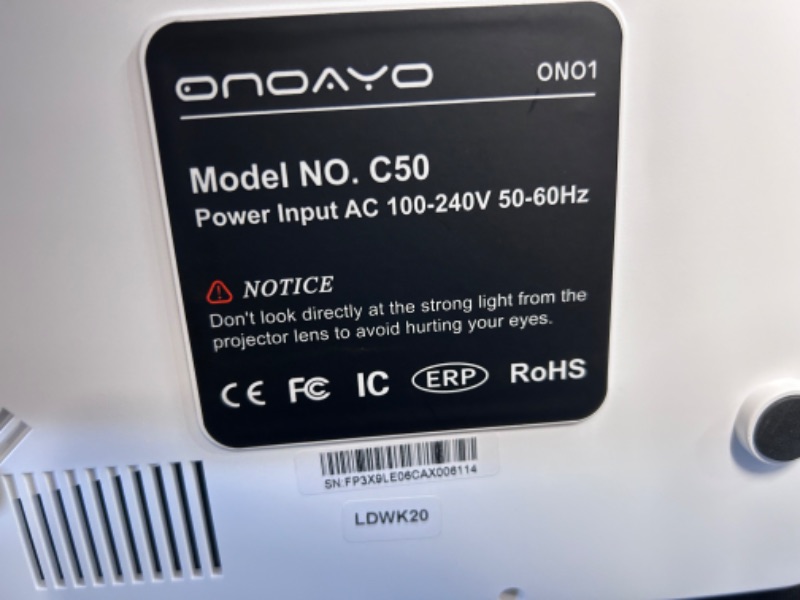 ONOAYO ONO1
Model NO. C50
Power Input AC 100-240V 50-60Hz
NOTICE
Don't look directly at the strong light from the
projector lens to avoid hurting your eyes.
CE FC IC ERP RoHS
SN:FP3X9LE06CAX006114
LDWK20